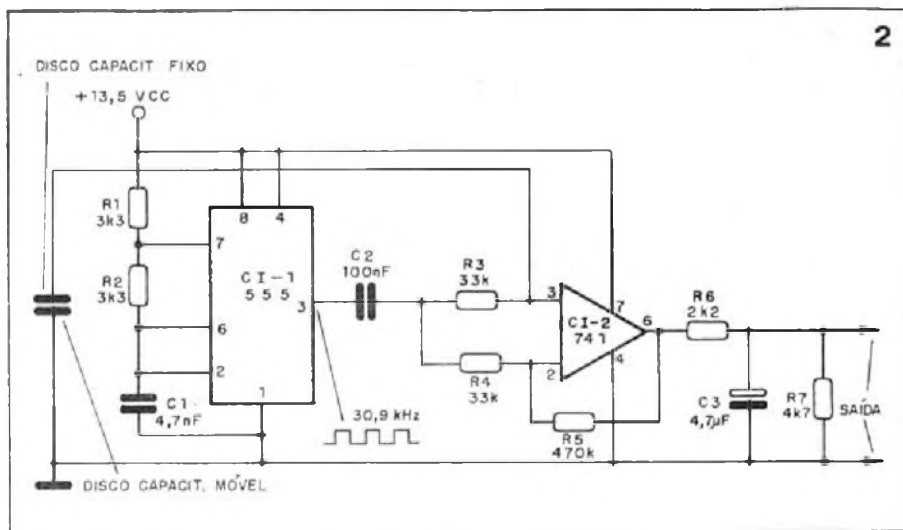 2
DISCO CAPACIT. FIXO
+13,5 VCC
R1
3k3
8
4
7
R2
3k3
CI-1
555
3
6
2
C1
4,7nF
1
C2
100nF
30,9 kHz
R3
33k
R4
33k
3
2
CI-2
741
7
6
4
R5
470k
R6
2k2
C3
4,7µF
R7
4k7
SAÍDA
DISCO CAPACIT. MÓVEL